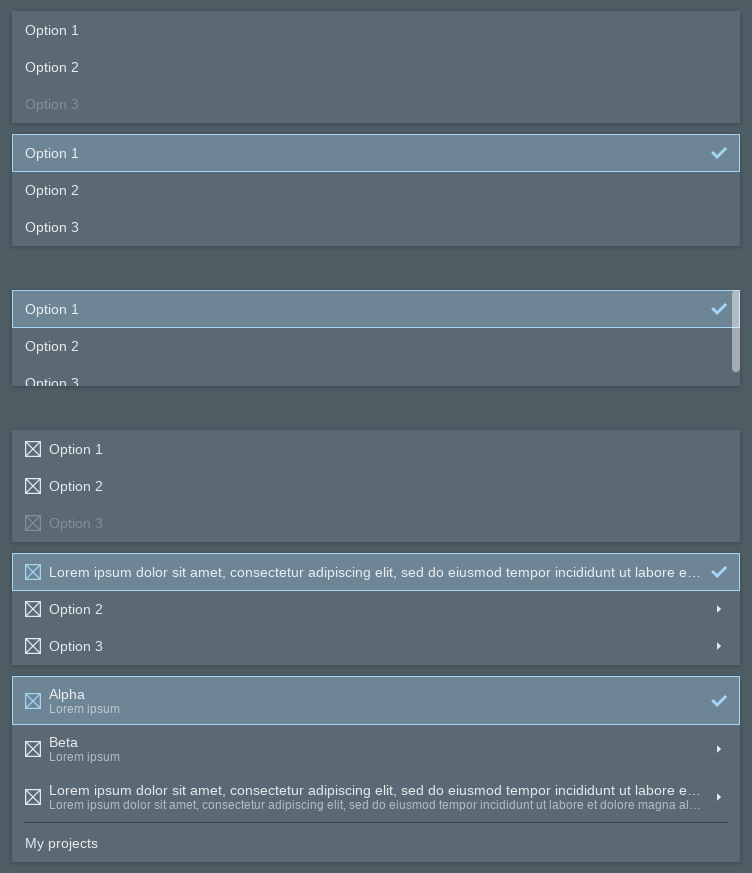 Option 1
Option 2
Option 3
Option 1
Option 2
Option 3
Option 1
Option 2
Option 3
Option 1
Option 2
Option 3
Lorem ipsum dolor sit amet, consectetur adipiscing elit, sed do eiusmod tempor incididunt ut labore e…
Option 2
Option 3
Alpha
Lorem ipsum
Beta
Lorem ipsum
Lorem ipsum dolor sit amet, consectetur adipiscing elit, sed do eiusmod tempor incididunt ut labore e…
Lorem ipsum dolor sit amet, consectetur adipiscing elit, sed do eiusmod tempor incididunt ut labore et dolore magna al…
My projects